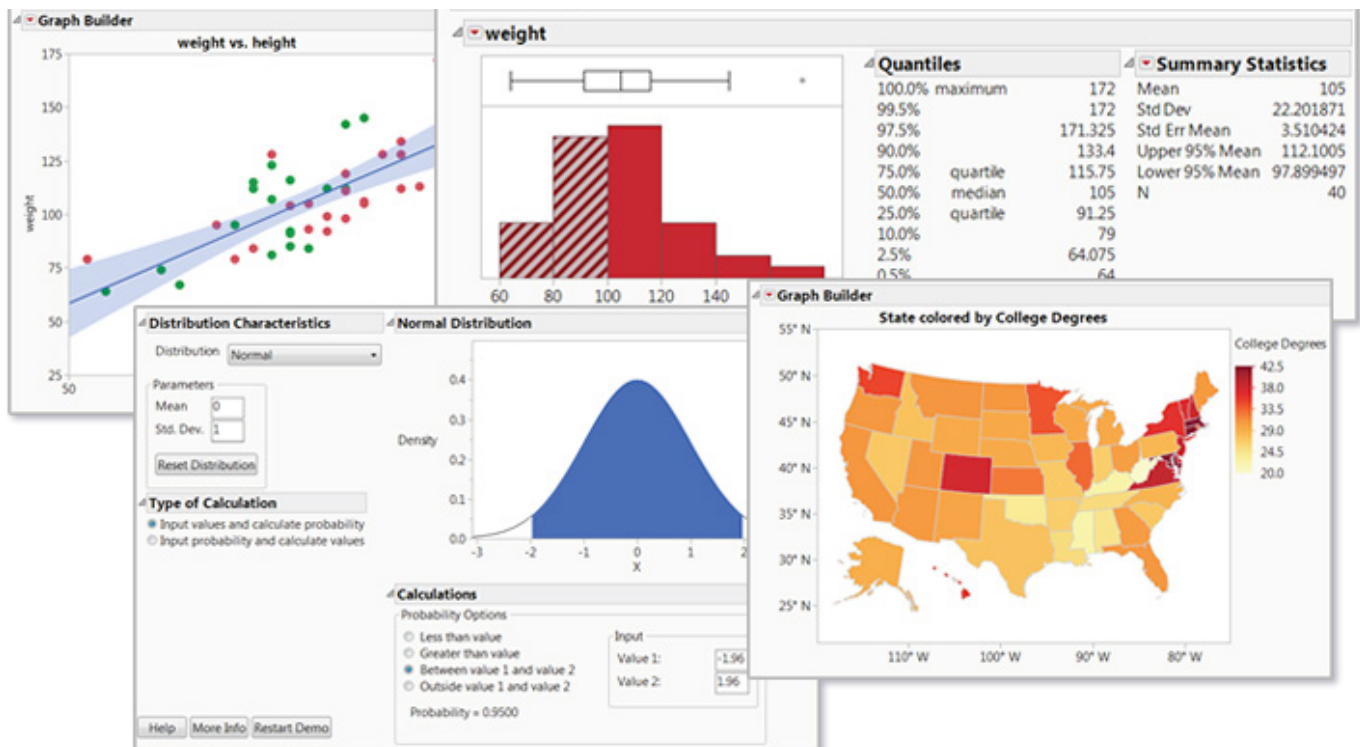 Graph Builder
weight vs. height
175
150
125
100
75
50
25
weight
50
weight
60 80 100 120 140
Quantiles
100.0% maximum 172
99.5% 172
97.5% 171.325
90.0% 133.4
75.0% quartile 115.75
50.0% median 105
25.0% quartile 91.25
10.0% 79
2.5% 64.075
0.5% 64
Summary Statistics
Mean 105
Std Dev 22.201871
Std Err Mean 3.510424
Upper 95% Mean 112.1005
Lower 95% Mean 97.899497
N 40
Distribution Characteristics
Distribution Normal
Parameters
Mean 0
Std. Dev. 1
Reset Distribution
Type of Calculation
Input values and calculate probability
Input probability and calculate values
Help More Info Restart Demo
Normal Distribution
0.4
0.3
Density
0.2
0.1
0.0
-3 -2 -1 0 1 2
X
Calculations
Probability Options
Less than value
Greater than value
Between value 1 and value 2
Outside value 1 and value 2
Probability = 0.9500
Input
Value 1: -1.96
Value 2: 1.96
Graph Builder
State colored by College Degrees
55° N
50° N
45° N
40° N
35° N
30° N
25° N
110° W 100° W 90° W 80° W
College Degrees
42.5
38.0
33.5
29.0
24.5
20.0